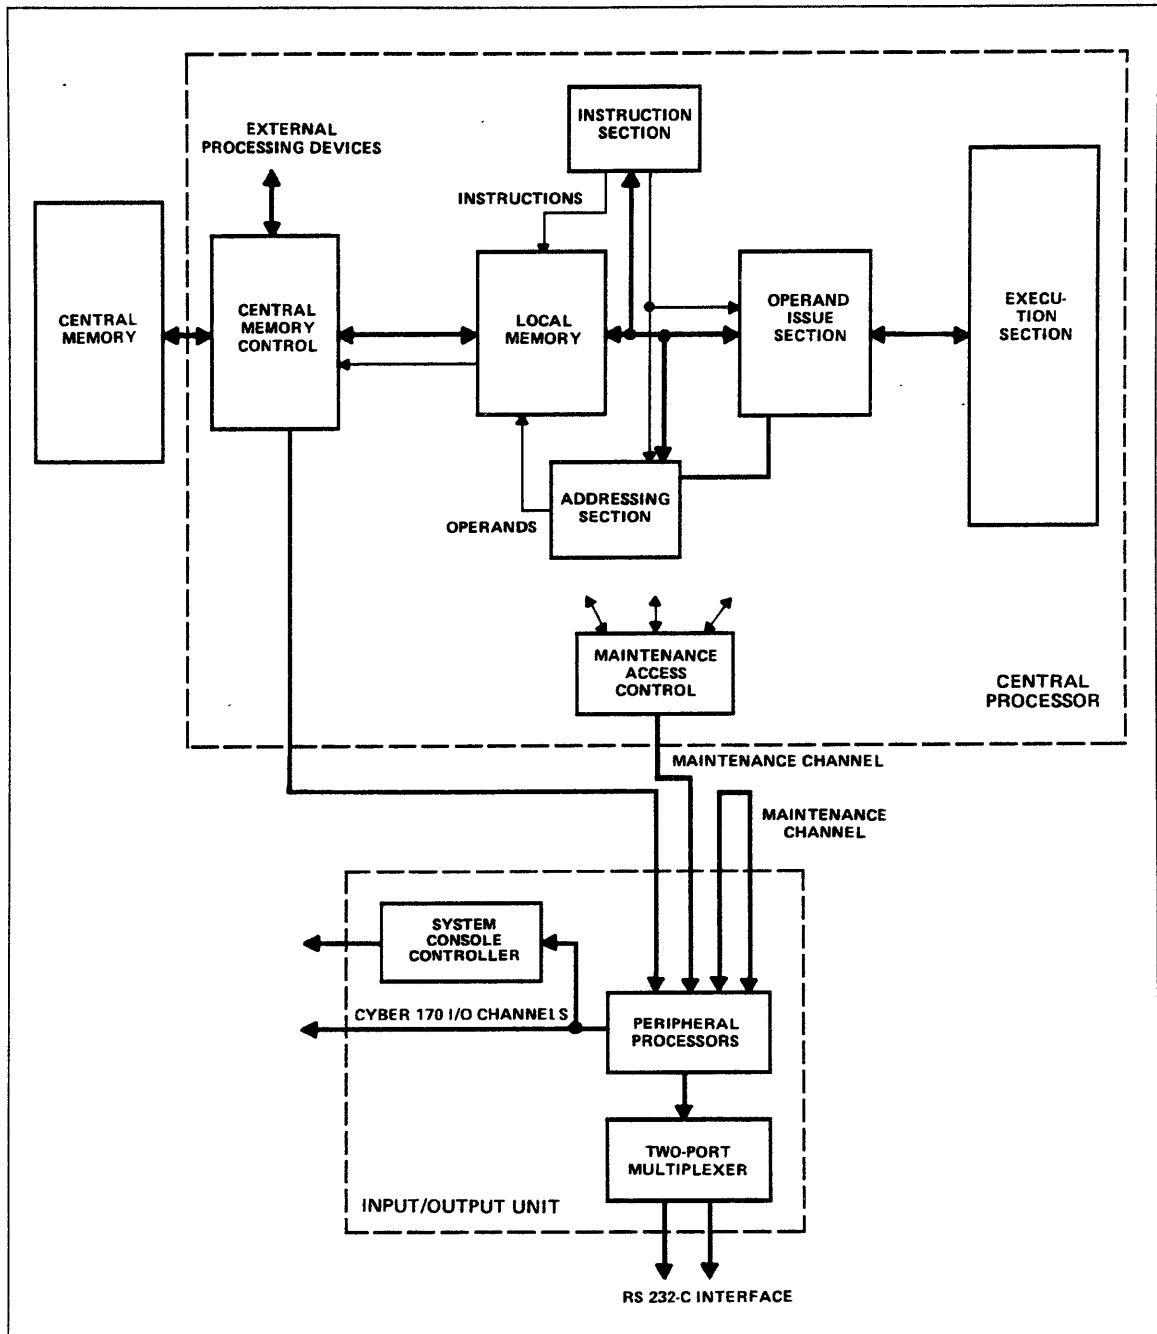 INSTRUCTION
SECTION
EXTERNAL
PROCESSING DEVICES
INSTRUCTIONS
CENTRAL
MEMORY
CENTRAL
MEMORY
CONTROL
LOCAL
MEMORY
OPERAND
ISSUE
SECTION
EXECU-
TION
SECTION
ADDRESSING
SECTION
OPERANDS
MAINTENANCE
ACCESS
CONTROL
CENTRAL
PROCESSOR
MAINTENANCE CHANNEL
MAINTENANCE
CHANNEL
SYSTEM
CONSOLE
CONTROLLER
CYBER 170 I/O CHANNELS
PERIPHERAL
PROCESSORS
TWO-PORT
MULTIPLEXER
INPUT/OUTPUT UNIT
RS 232-C INTERFACE